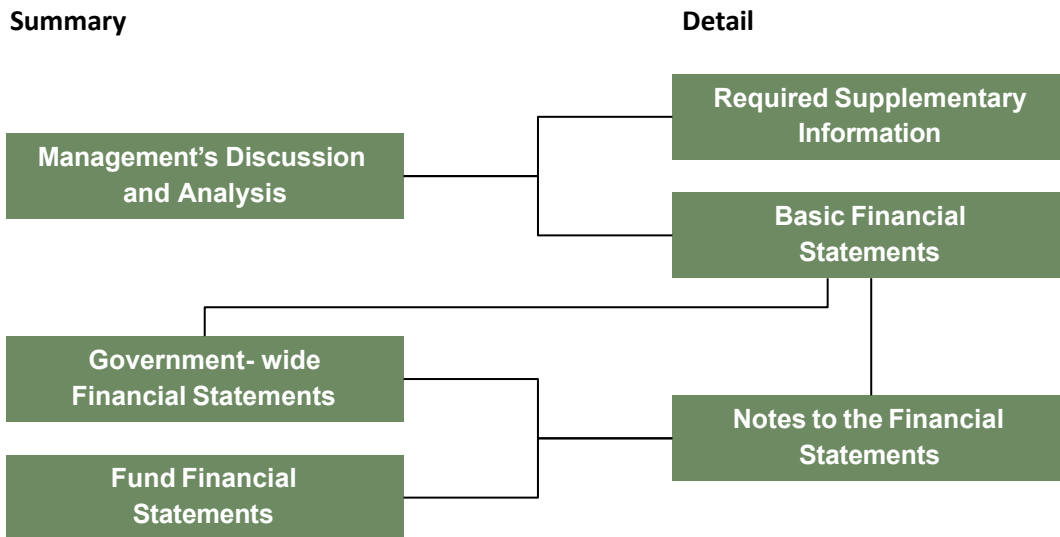 Summary
Detail
Required Supplementary
Information
Management’s Discussion
and Analysis
Basic Financial
Statements
Government- wide
Financial Statements
Notes to the Financial
Statements
Fund Financial
Statements